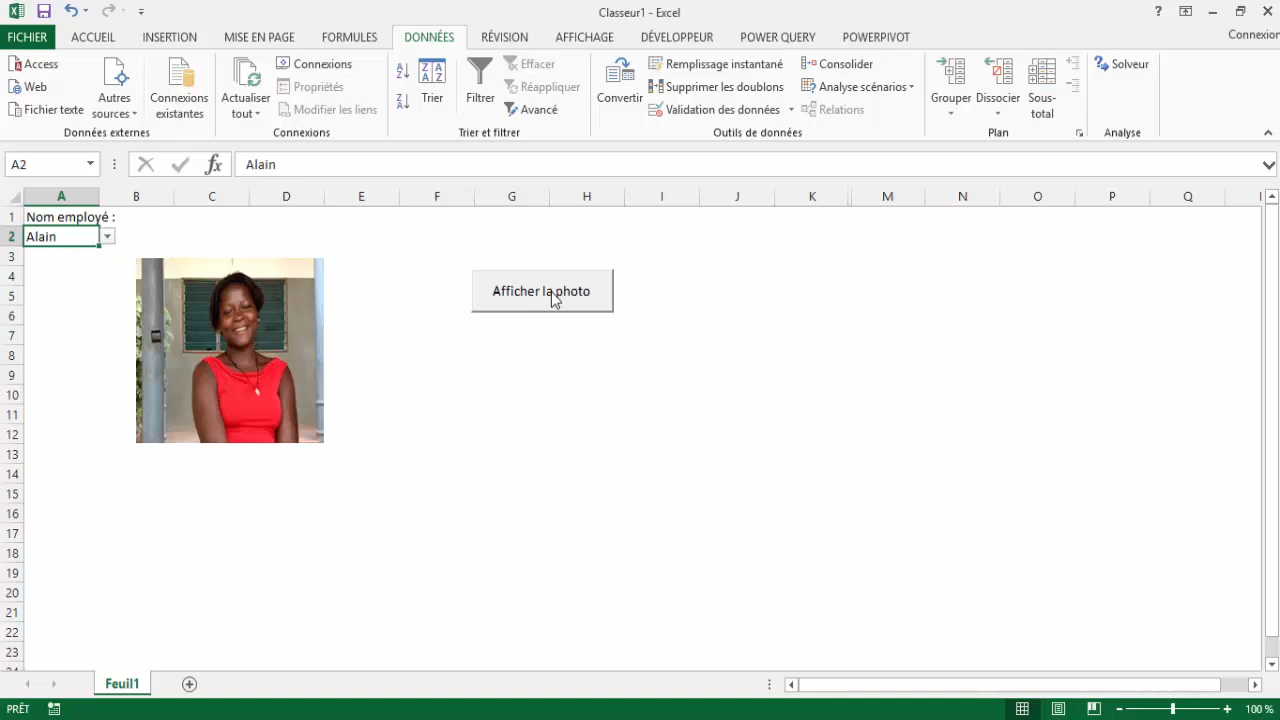 Classeur1 - Excel
?
FICHIER ACCUEIL INSERTION MISE EN PAGE FORMULES DONNÉES RÉVISION AFFICHAGE DÉVELOPPEUR POWER QUERY POWERPIVOT Connexion
Access
Web
Fichier texte
Autres
sources
Connexions
existantes
Données externes
Actualiser
tout
Connexions
Propriétés
Modifier les liens
Connexions
Trier
Filtrer
Effacer
Réappliquer
Avancé
Trier et filtrer
Convertir
Remplissage instantané
Supprimer les doublons
Validation des données
Consolider
Analyse scénarios
Relations
Outils de données
Grouper
Dissocier
Sous-
total
Plan
Solveur
Analyse
A2 fx Alain
A B C D E F G H I J K M N O P Q
1 Nom employé :
2 Alain
3
4
5
6
7
8
9
10
11
12
13
14
15
16
17
18
19
20
21
22
23
Afficher la photo
Feuil1
PRÊT 100 %